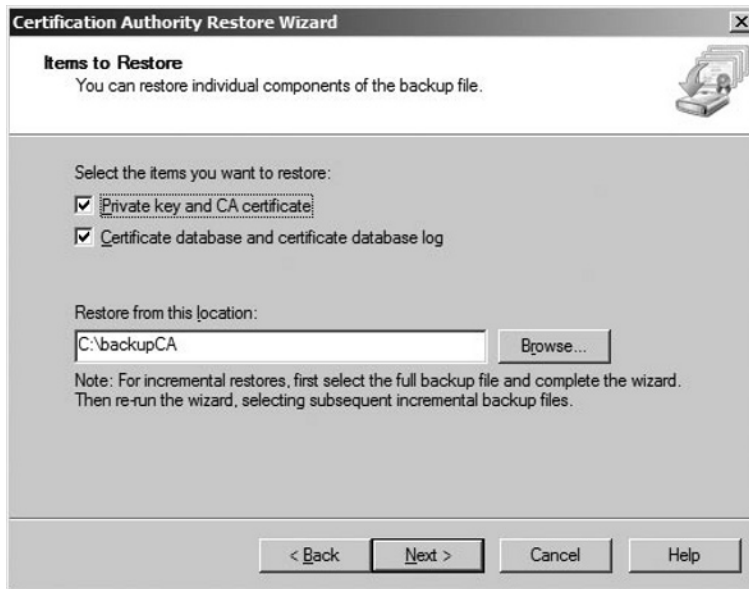 Certification Authority Restore Wizard
Items to Restore
You can restore individual components of the backup file.
Select the items you want to restore:
Private key and CA certificate
Certificate database and certificate database log
Restore from this location:
C:\backupCA
Browse...
Note: For incremental restores, first select the full backup file and complete the wizard.
Then re-run the wizard, selecting subsequent incremental backup files.
< Back Next > Cancel Help